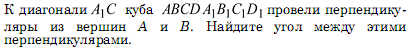 К диагонали A₁C куба ABCDA₁B₁C₁D₁ провели перпендику-
ляры из вершин A и B. Найдите угол между этими
перпендикулярами.